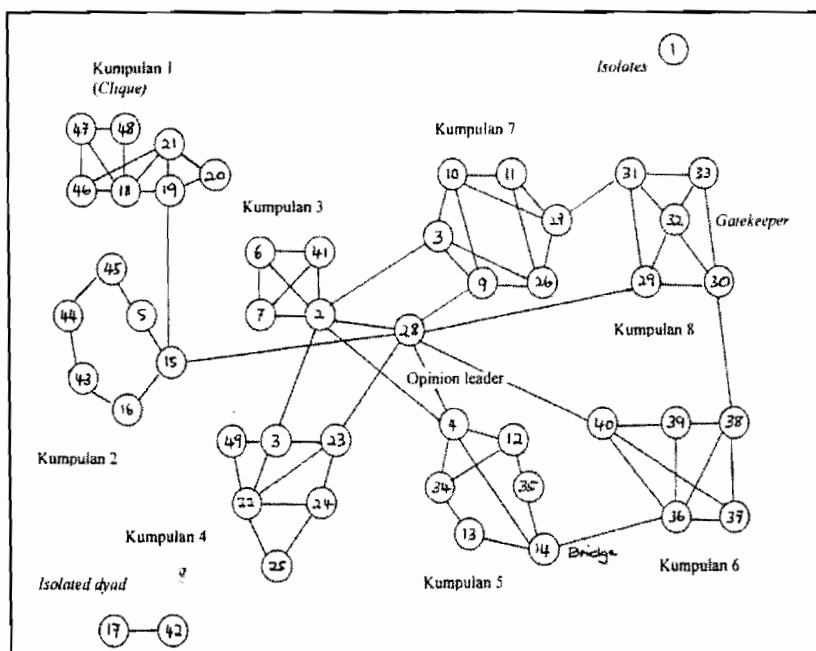 1
Isolates
Kumpulan 1
(Clique)
47 48 21
46 18 19 20
Kumpulan 7
10 11
3
9 26
31 33
32
Gatekeeper
29 30
Kumpulan 8
Kumpulan 3
6 41
7 2
28
Opinion leader
45
44 5
15
43
16
Kumpulan 2
49 3 23
22 24
25
Kumpulan 4
4 12
34 35
13
14
Bridge
Kumpulan 5
40 39 38
36 37
Kumpulan 6
Isolated dyad
17 42